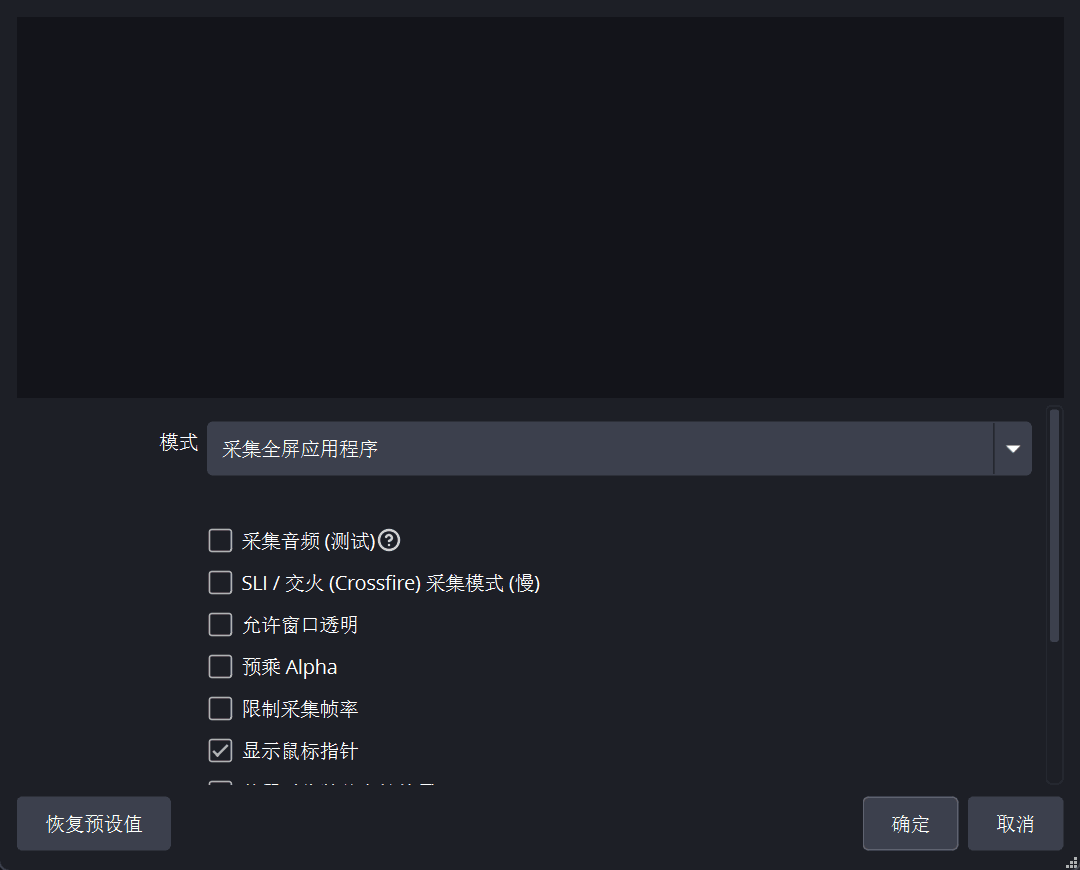 模式
采集全屏应用程序
采集音频 (测试)?
SLI / 交火 (Crossfire) 采集模式 (慢)
允许窗口透明
预乘 Alpha
限制采集帧率
显示鼠标指针
恢复预设值
确定
取消